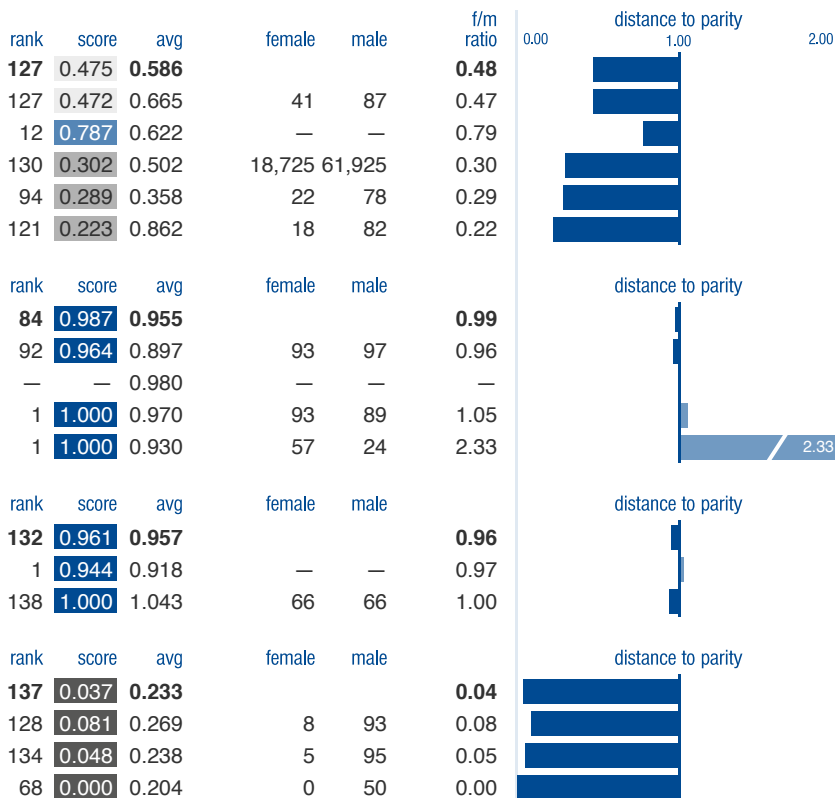 f/m distance to parity
rank score avg female male ratio 0.00 1.00 2.00
127 0.475 0.586 0.48
127 0.472 0.665 41 87 0.47
12 0.787 0.622 — — 0.79
130 0.302 0.502 18,725 61,925 0.30
94 0.289 0.358 22 78 0.29
121 0.223 0.862 18 82 0.22
rank score avg female male distance to parity
84 0.987 0.955 0.99
92 0.964 0.897 93 97 0.96
— — 0.980 — — —
1 1.000 0.970 93 89 1.05
1 1.000 0.930 57 24 2.33 2.33
rank score avg female male distance to parity
132 0.961 0.957 0.96
1 0.944 0.918 — — 0.97
138 1.000 1.043 66 66 1.00
rank score avg female male distance to parity
137 0.037 0.233 0.04
128 0.081 0.269 8 93 0.08
134 0.048 0.238 5 95 0.05
68 0.000 0.204 0 50 0.00